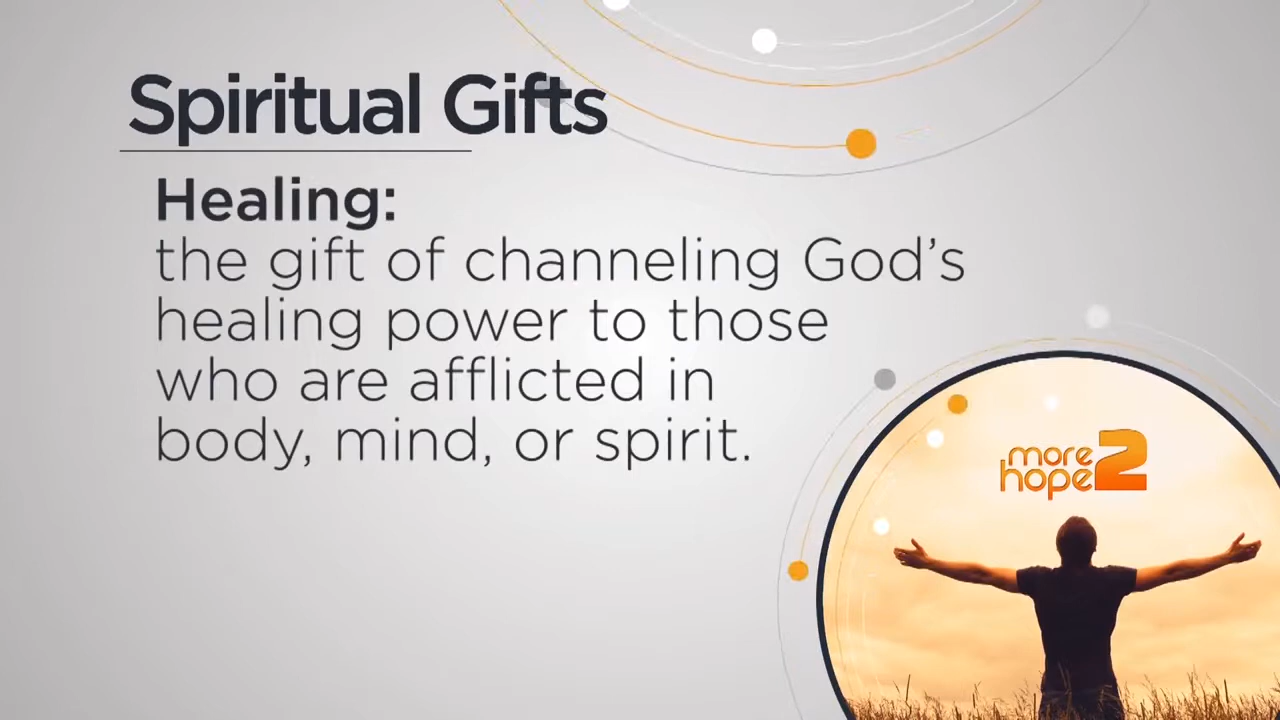 Spiritual Gifts
Healing:
the gift of channeling God’s
healing power to those
who are afflicted in
body, mind, or spirit.
more
hope2